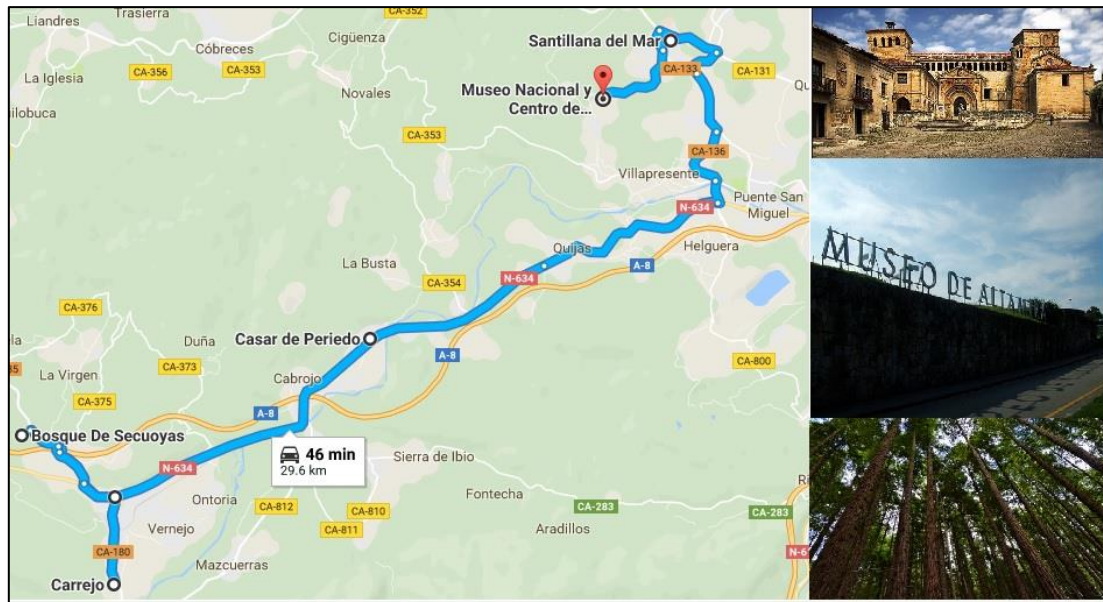 Liandres
Trasierra
CA-352
Cigüenza
Cóbreces
CA-353
CA-356
La Iglesia
Novales
Santillana del Mar
CA-133
CA-131
Museo Nacional y
Centro de...
CA-353
CA-136
Villapresente
Puente San
Miguel
N-634
Helguera
Quijas
A-8
La Busta
CA-354
N-634
CA-376
Duña
Casar de Periedo
A-8
CA-800
La Virgen
CA-373
Cabrojo
CA-375
A-8
Bosque De Secuoyas
46 min
29.6 km
N-634
Sierra de Ibio
Ontoria
CA-812
Fontecha
CA-810
CA-283
CA-283
Vernejo
CA-811
Aradillos
CA-180
Mazcuerras
Carrejo
MUSEO DE ALTAMIRA